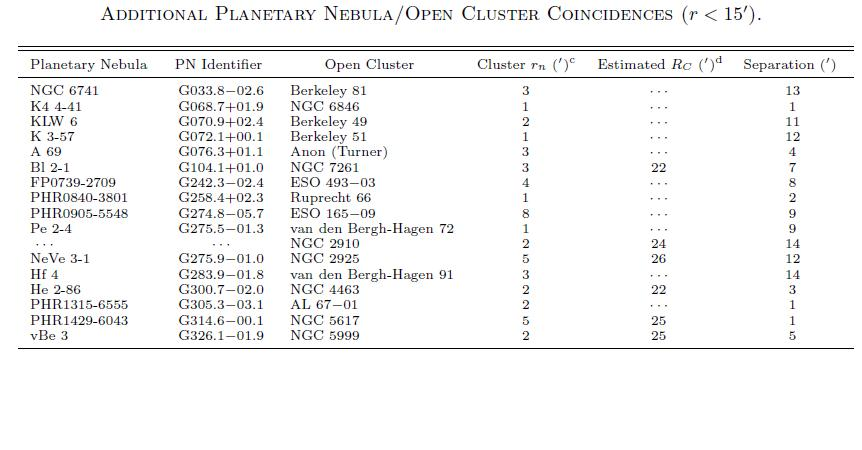 ADDITIONAL PLANETARY NEBULA/OPEN CLUSTER COINCIDENCES (r < 15′).
Planetary Nebula PN Identifier Open Cluster Cluster rₙ (′)ᶜ Estimated R_C (′)ᵈ Separation (′)
NGC 6741 G033.8−02.6 Berkeley 81 3 ··· 13
K4 4-41 G068.7+01.9 NGC 6846 1 ··· 1
KLW 6 G070.9+02.4 Berkeley 49 2 ··· 11
K 3-57 G072.1+00.1 Berkeley 51 1 ··· 12
A 69 G076.3+01.1 Anon (Turner) 3 ··· 4
Bl 2-1 G104.1+01.0 NGC 7261 3 22 7
FP0739-2709 G242.3−02.4 ESO 493−03 4 ··· 8
PHR0840-3801 G258.4+02.3 Ruprecht 66 1 ··· 2
PHR0905-5548 G274.8−05.7 ESO 165−09 8 ··· 9
Pe 2-4 G275.5−01.3 van den Bergh-Hagen 72 1 ··· 9
··· ··· NGC 2910 2 24 14
NeVe 3-1 G275.9−01.0 NGC 2925 5 26 12
Hf 4 G283.9−01.8 van den Bergh-Hagen 91 3 ··· 14
He 2-86 G300.7−02.0 NGC 4463 2 22 3
PHR1315-6555 G305.3−03.1 AL 67−01 2 ··· 1
PHR1429-6043 G314.6−00.1 NGC 5617 5 25 1
vBe 3 G326.1−01.9 NGC 5999 2 25 5